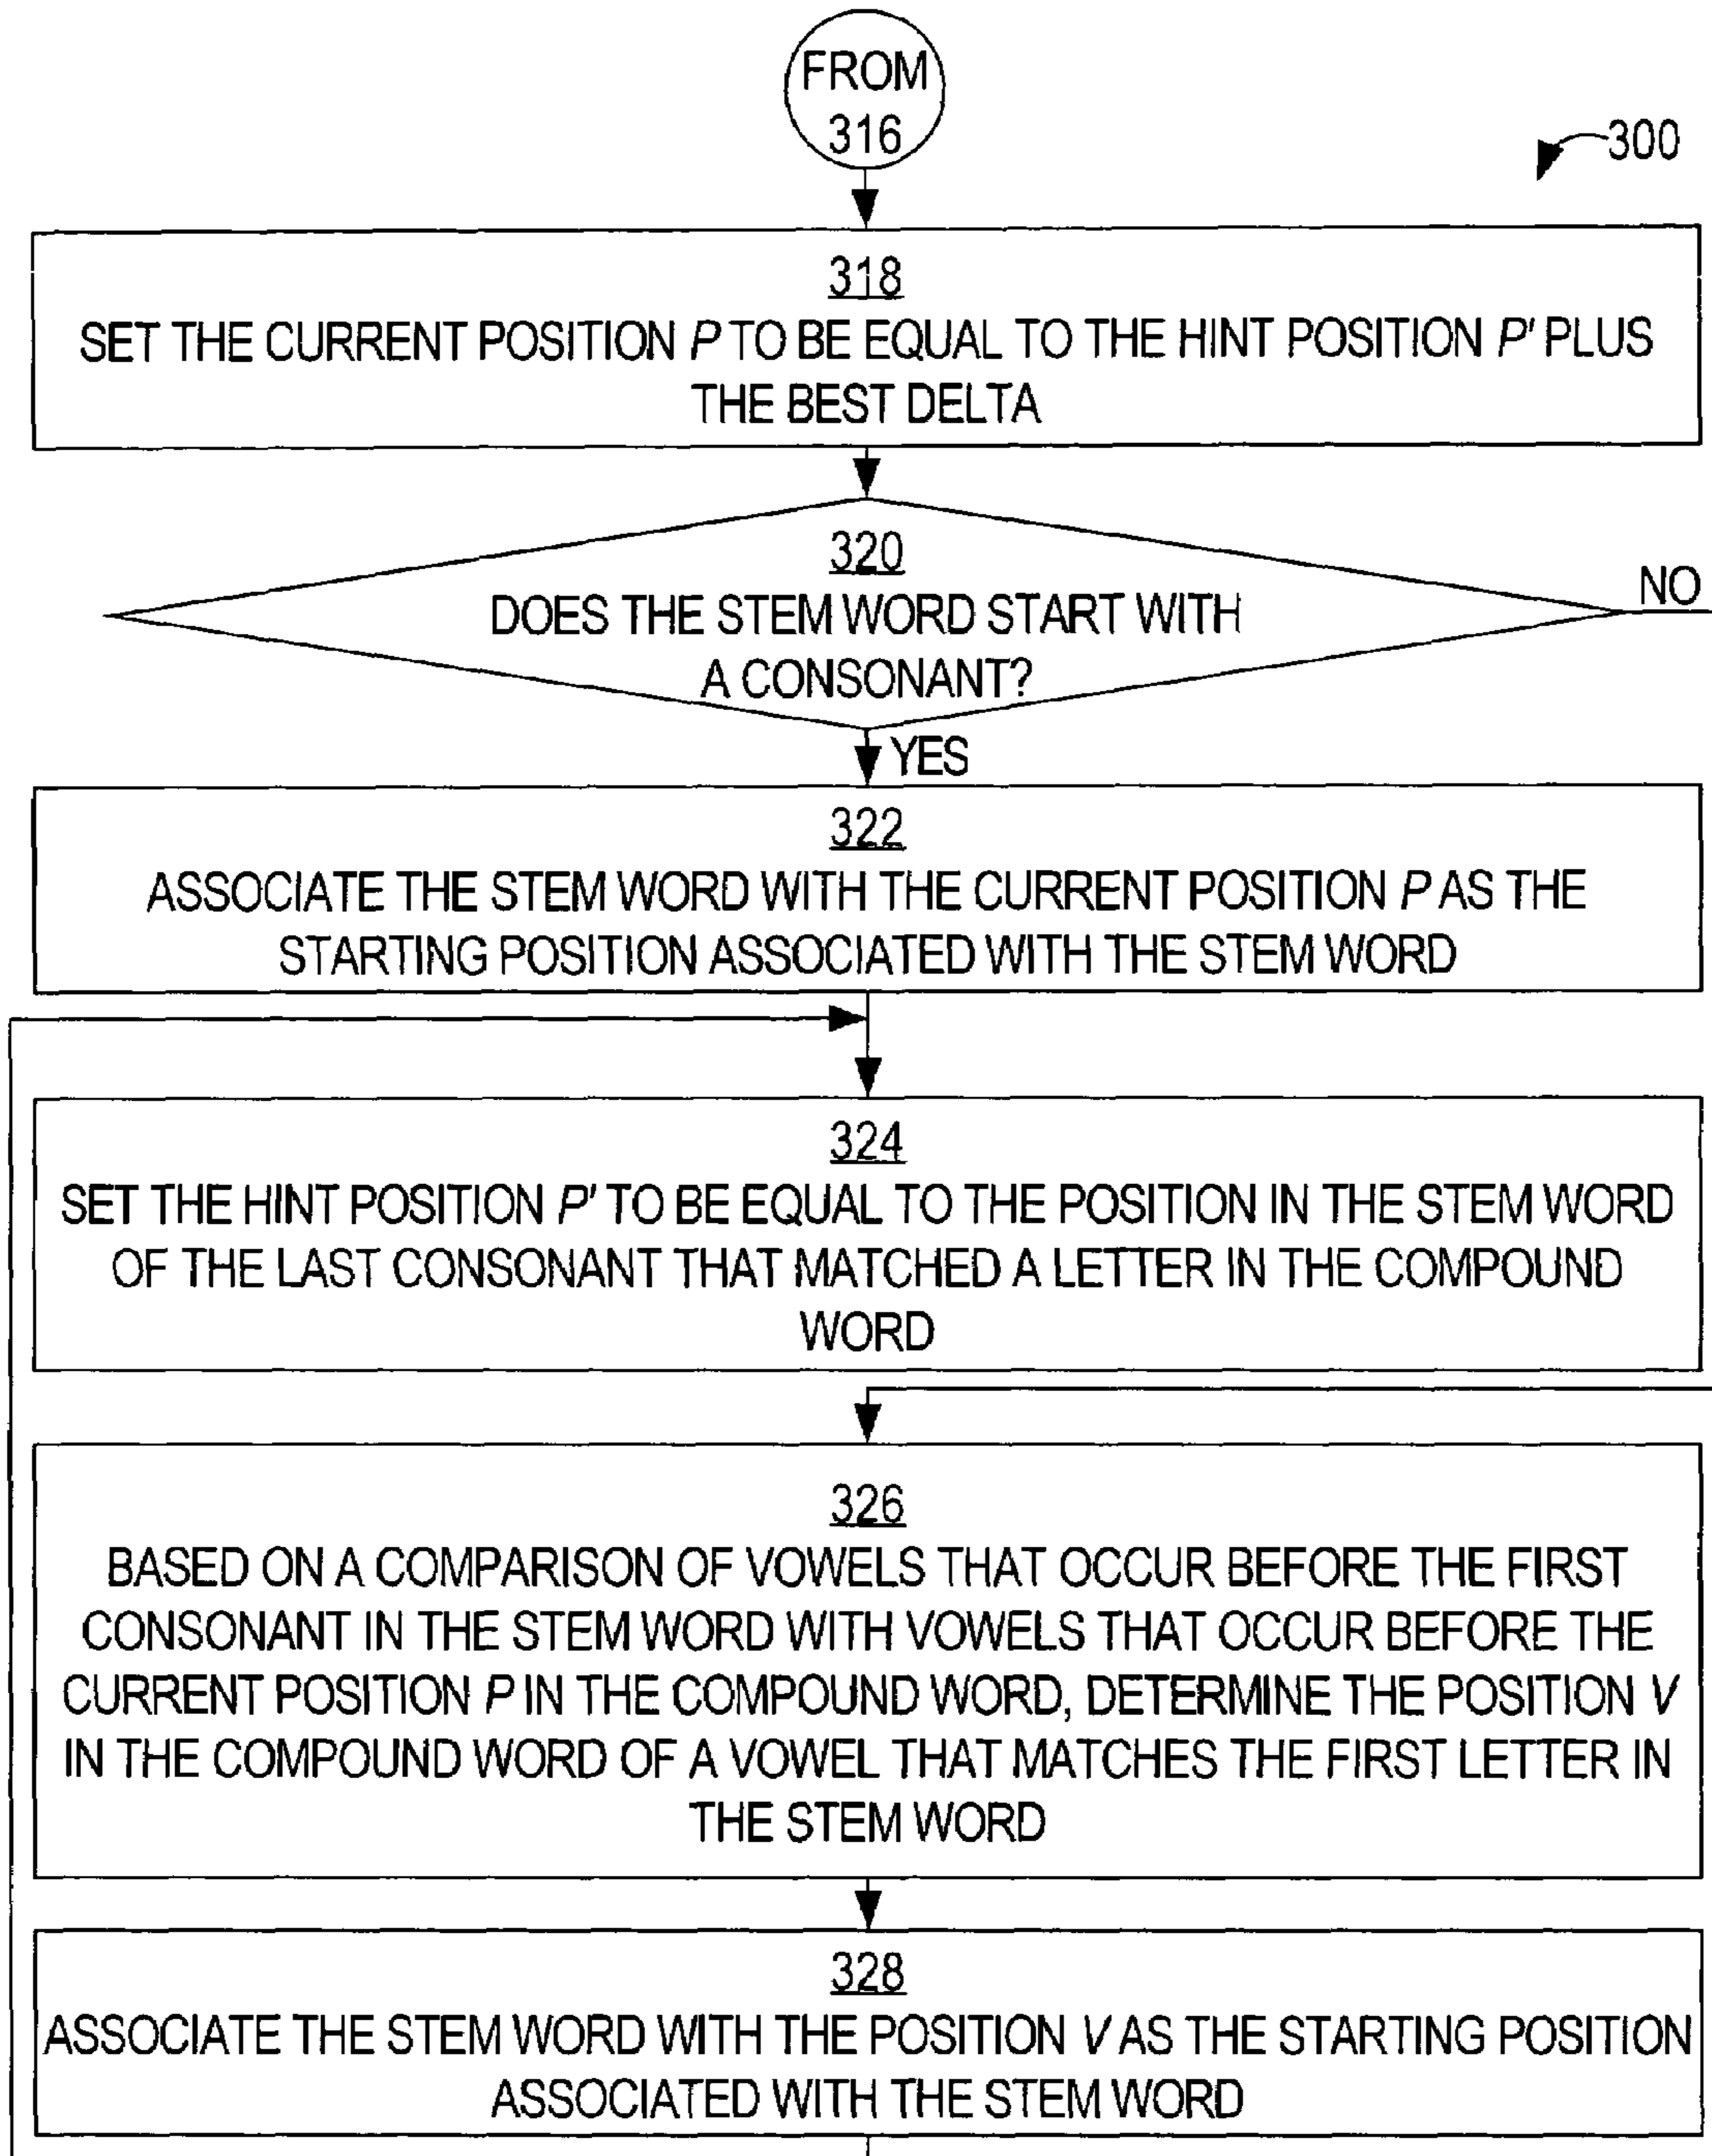 FROM
316
300
318
SET THE CURRENT POSITION P TO BE EQUAL TO THE HINT POSITION P' PLUS
THE BEST DELTA
320
DOES THE STEM WORD START WITH
A CONSONANT?
NO
YES
322
ASSOCIATE THE STEM WORD WITH THE CURRENT POSITION P AS THE
STARTING POSITION ASSOCIATED WITH THE STEM WORD
324
SET THE HINT POSITION P' TO BE EQUAL TO THE POSITION IN THE STEM WORD
OF THE LAST CONSONANT THAT MATCHED A LETTER IN THE COMPOUND
WORD
326
BASED ON A COMPARISON OF VOWELS THAT OCCUR BEFORE THE FIRST
CONSONANT IN THE STEM WORD WITH VOWELS THAT OCCUR BEFORE THE
CURRENT POSITION P IN THE COMPOUND WORD, DETERMINE THE POSITION V
IN THE COMPOUND WORD OF A VOWEL THAT MATCHES THE FIRST LETTER IN
THE STEM WORD
328
ASSOCIATE THE STEM WORD WITH THE POSITION V AS THE STARTING POSITION
ASSOCIATED WITH THE STEM WORD